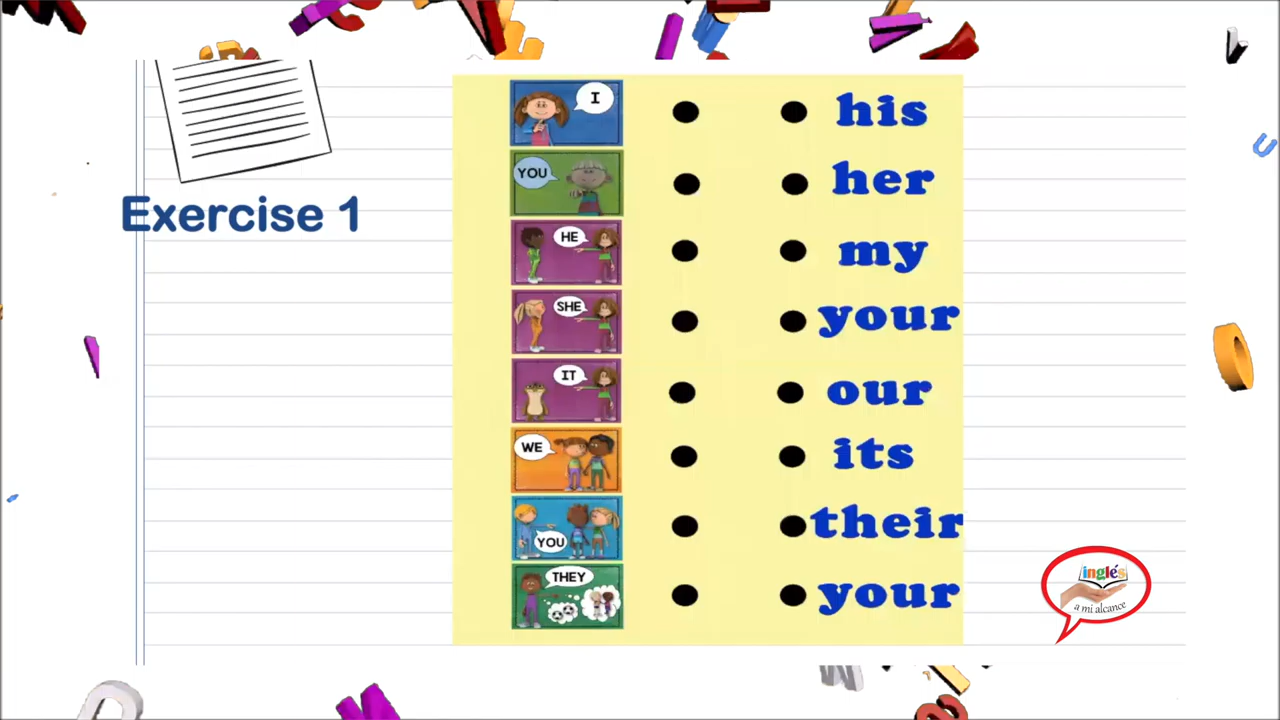 Exercise 1
I his
YOU her
HE my
SHE your
IT our
WE its
YOU their
THEY your
inglés
a mi alcance